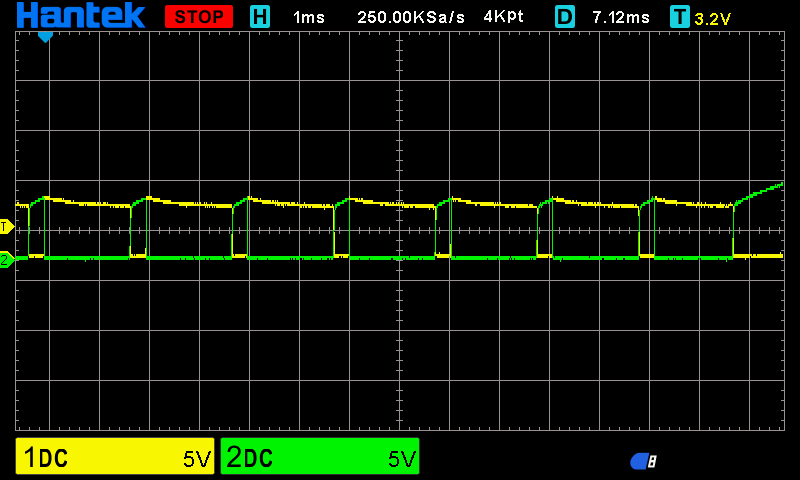 Hantek STOP H 1ms 250.00KSa/s 4Kpt D 7.12ms T 3.2V
T
2
1DC 5V 2DC 5V